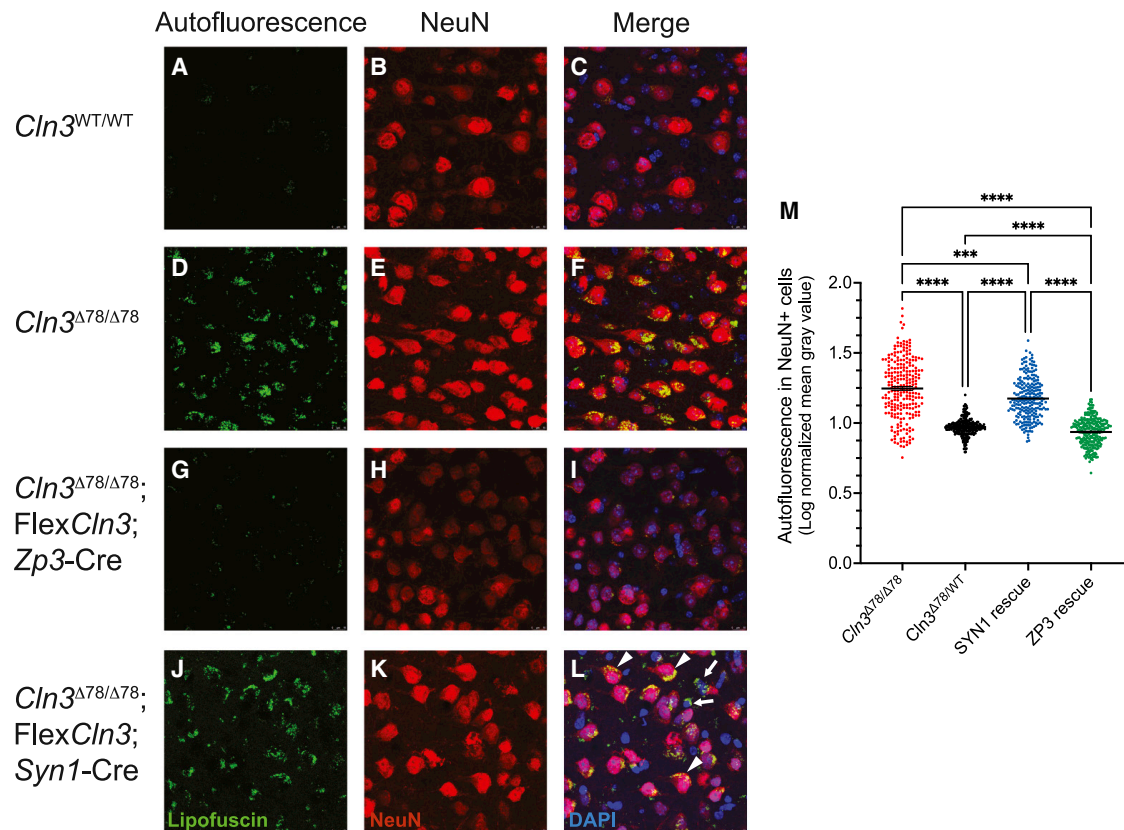 Autofluorescence NeuN Merge
Cln3WT/WT
A B C
Cln3Δ78/Δ78
D E F
Cln3Δ78/Δ78;
FlexCln3;
Zp3-Cre
G H I
Cln3Δ78/Δ78;
FlexCln3;
Syn1-Cre
J K L
Lipofuscin NeuN DAPI
M
****
****
***
**** **** ****
Autofluorescence in NeuN+ cells
(Log normalized mean gray value)
2.0
1.5
1.0
0.5
0.0
Cln3Δ78/Δ78
Cln3Δ78/WT
SYN1 rescue
ZP3 rescue